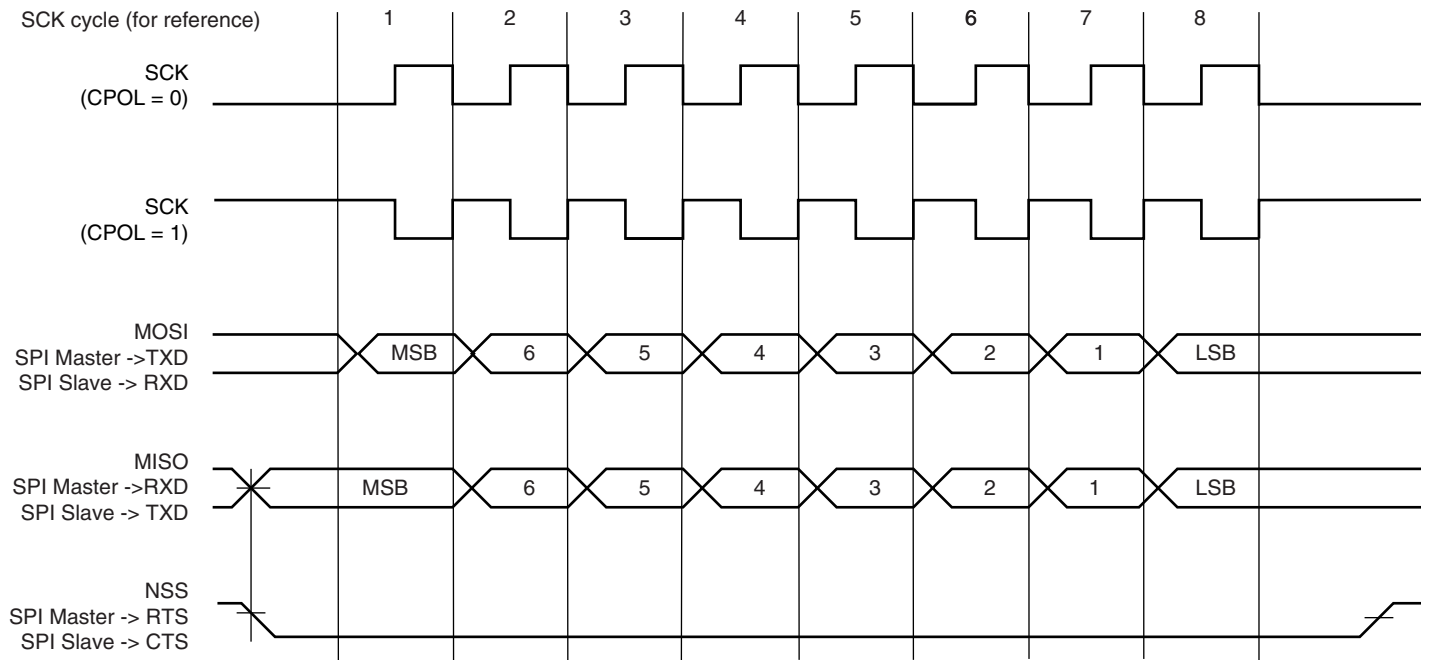 SCK cycle (for reference) 1 2 3 4 5 6 7 8
SCK
(CPOL = 0)
SCK
(CPOL = 1)
MOSI
SPI Master ->TXD
SPI Slave -> RXD
MSB 6 5 4 3 2 1 LSB
MISO
SPI Master ->RXD
SPI Slave -> TXD
MSB 6 5 4 3 2 1 LSB
NSS
SPI Master -> RTS
SPI Slave -> CTS